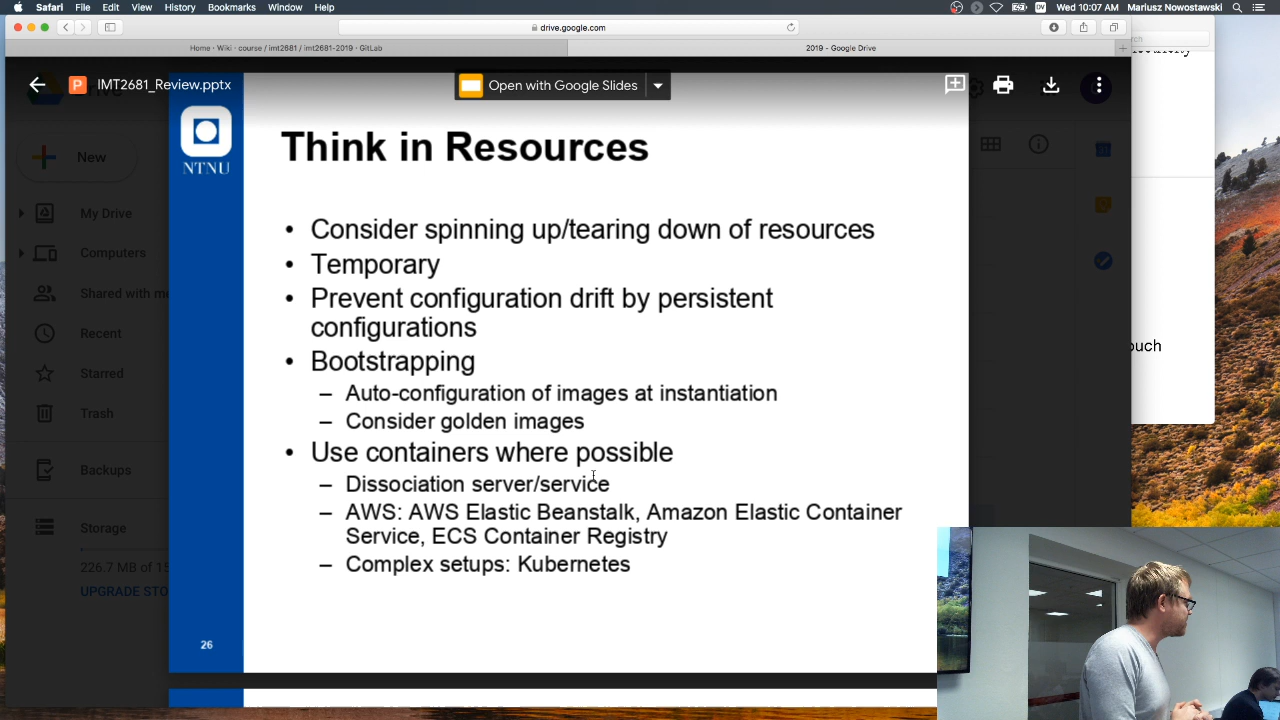 Safari File Edit View History Bookmarks Window Help
DV Wed 10:07 AM Mariusz Nowostawski
drive.google.com
Home · Wiki · course / imt2681 / imt2681-2019 · GitLab
2019 - Google Drive
P IMT2681_Review.pptx
Open with Google Slides
New
My Drive
Computers
Shared with me
Recent
Starred
Trash
Backups
Storage
226.7 MB of 15
UPGRADE STO
NTNU
Think in Resources
• Consider spinning up/tearing down of resources
• Temporary
• Prevent configuration drift by persistent
configurations
• Bootstrapping
– Auto-configuration of images at instantiation
– Consider golden images
• Use containers where possible
– Dissociation server/service
– AWS: AWS Elastic Beanstalk, Amazon Elastic Container
Service, ECS Container Registry
– Complex setups: Kubernetes
26
ouch